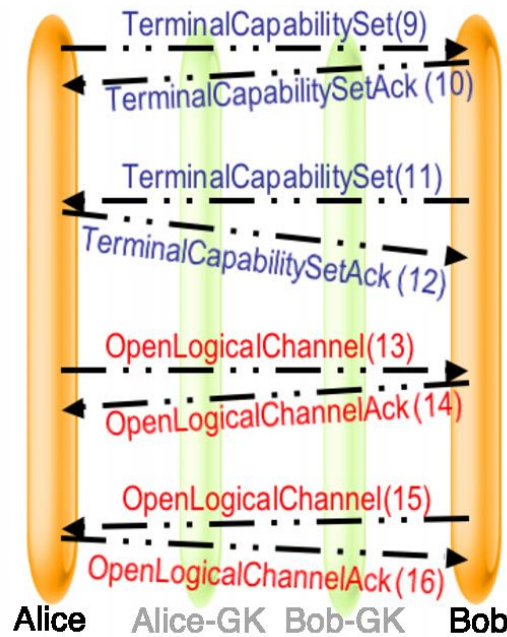 TerminalCapabilitySet(9)
TerminalCapabilitySetAck (10)
TerminalCapabilitySet(11)
TerminalCapabilitySetAck (12)
OpenLogicalChannel(13)
OpenLogicalChannelAck (14)
OpenLogicalChannel(15)
OpenLogicalChannelAck (16)
Alice Alice-GK Bob-GK Bob